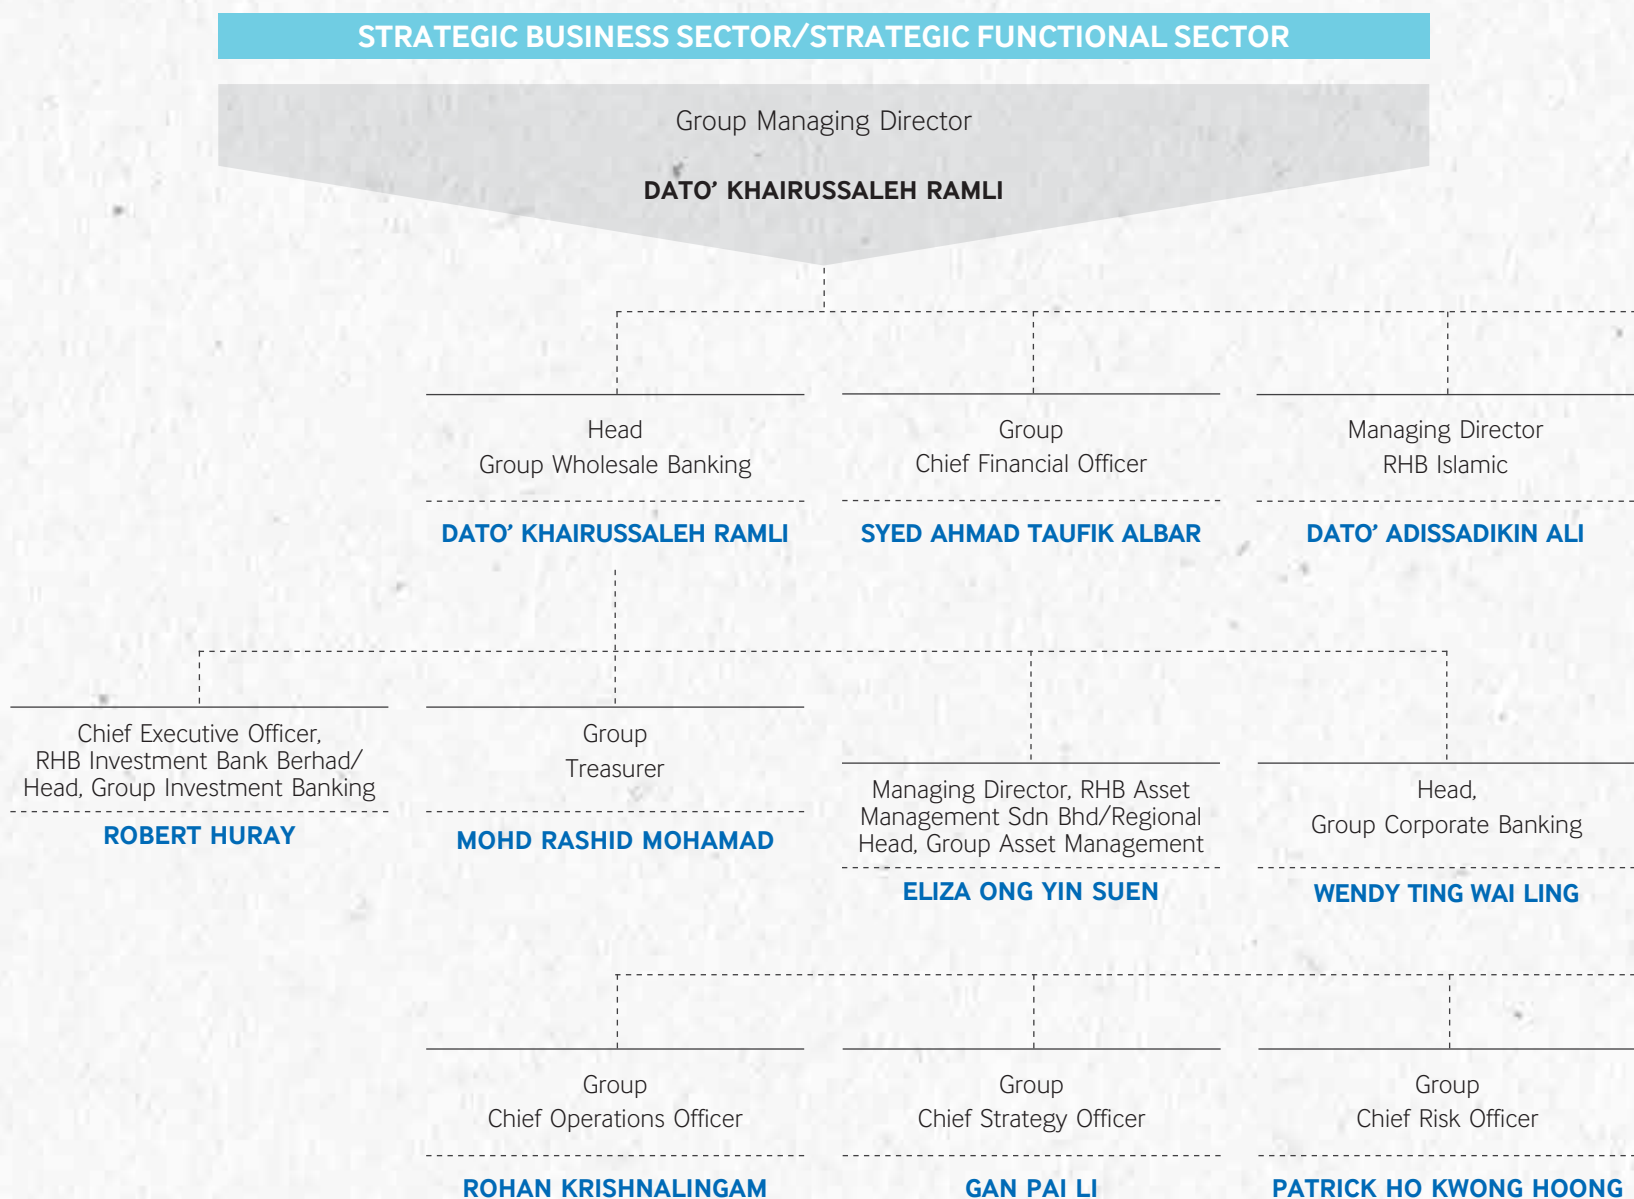 STRATEGIC BUSINESS SECTOR/STRATEGIC FUNCTIONAL SECTOR
Group Managing Director
DATO’ KHAIRUSSALEH RAMLI
Head
Group Wholesale Banking
DATO’ KHAIRUSSALEH RAMLI
Group
Chief Financial Officer
SYED AHMAD TAUFIK ALBAR
Managing Director
RHB Islamic
DATO’ ADISSADIKIN ALI
Chief Executive Officer,
RHB Investment Bank Berhad/
Head, Group Investment Banking
ROBERT HURAY
Group
Treasurer
MOHD RASHID MOHAMAD
Managing Director, RHB Asset
Management Sdn Bhd/Regional
Head, Group Asset Management
ELIZA ONG YIN SUEN
Head,
Group Corporate Banking
WENDY TING WAI LING
Group
Chief Operations Officer
ROHAN KRISHNALINGAM
Group
Chief Strategy Officer
GAN PAI LI
Group
Chief Risk Officer
PATRICK HO KWONG HOONG